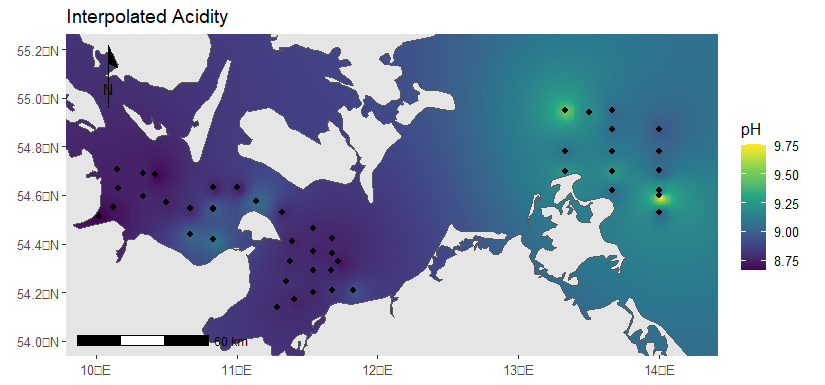 Interpolated Acidity
55.2□N
55.0□N
54.8□N
54.6□N
54.4□N
54.2□N
54.0□N
N
60 km
10□E
11□E
12□E
13□E
14□E
pH
9.75
9.50
9.25
9.00
8.75